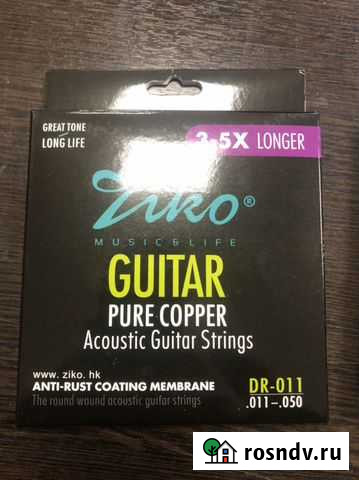 GREAT TONE
LONG LIFE
3-5X LONGER
Ziko®
MUSIC & LIFE
GUITAR
PURE COPPER
Acoustic Guitar Strings
www. ziko. hk
ANTI-RUST COATING MEMBRANE
The round wound acoustic guitar strings
DR-011
.011-.050
rosndv.ru